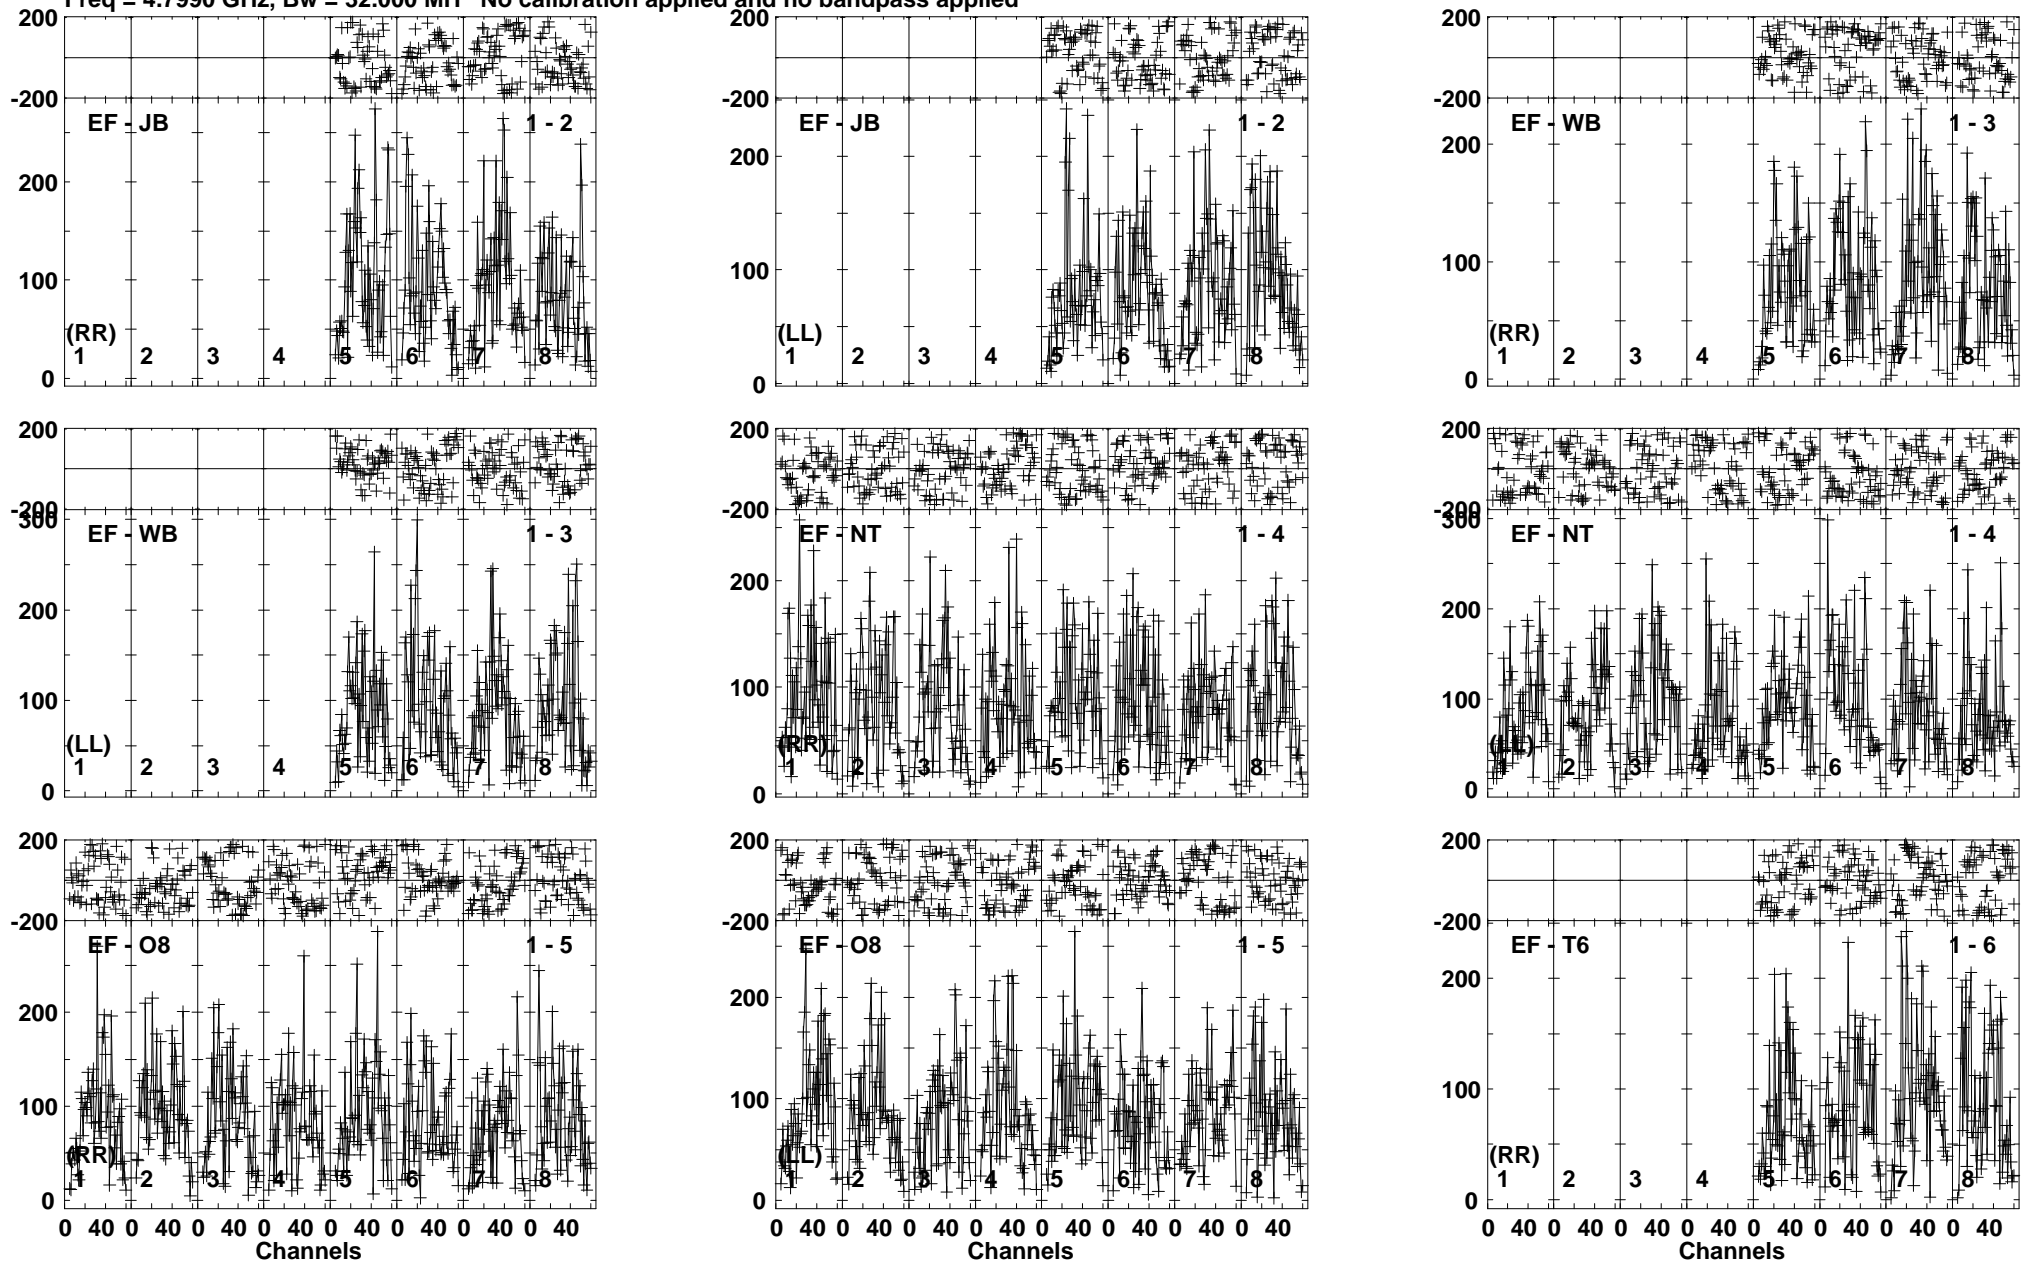 Freq = 4.7990 GHz, Bw = 32.000 MH No calibration applied and no bandpass applied
200 200 200
-200 -200 -200
EF - JB 1 - 2 EF - JB 1 - 2 EF - WB 1 - 3
200 200 200
100 100 100
(RR) (LL) (RR)
1 2 3 4 5 6 7 8 1 2 3 4 5 6 7 8 1 2 3 4 5 6 7 8
0 0 0
200 200 200
-200 -200 -200
300 300
EF - WB 1 - 3 EF - NT 1 - 4 EF - NT 1 - 4
200 200 200
100 100 100
(LL) (RR) (LL)
1 2 3 4 5 6 7 8 1 2 3 4 5 6 7 8 1 2 3 4 5 6 7 8
0 0 0
200 200 200
-200 -200 -200
EF - O8 1 - 5 EF - O8 1 - 5 EF - T6 1 - 6
200 200 200
100 100 100
(RR) (LL) (RR)
1 2 3 4 5 6 7 8 1 2 3 4 5 6 7 8 1 2 3 4 5 6 7 8
0 0 0
0 40 0 40 0 40 0 40 0 40 0 40 0 40 0 40 0 40 0 40 0 40 0 40 0 40 0 40 0 40 0 40 0 40 0 40 0 40 0 40 0 40 0 40 0 40 0 40
Channels Channels